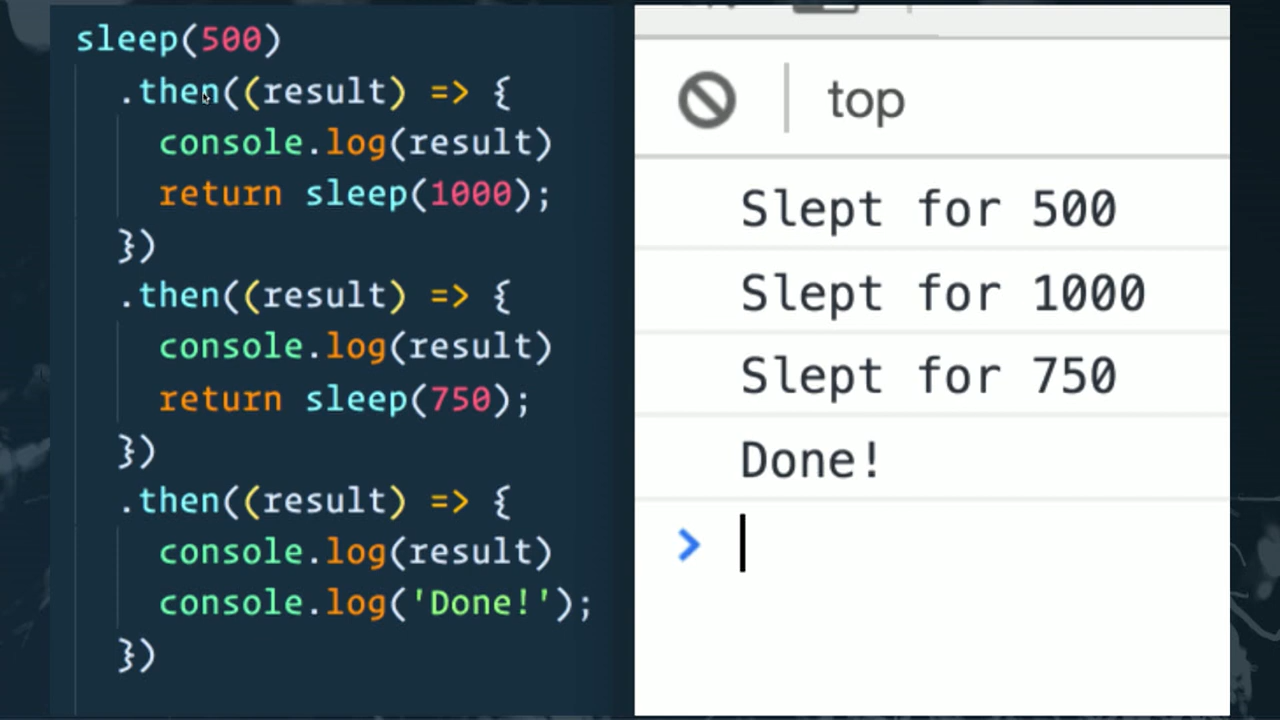 sleep(500)
.then((result) => {
console.log(result)
return sleep(1000);
})
.then((result) => {
console.log(result)
return sleep(750);
})
.then((result) => {
console.log(result)
console.log('Done!');
})
top
Slept for 500
Slept for 1000
Slept for 750
Done!
>